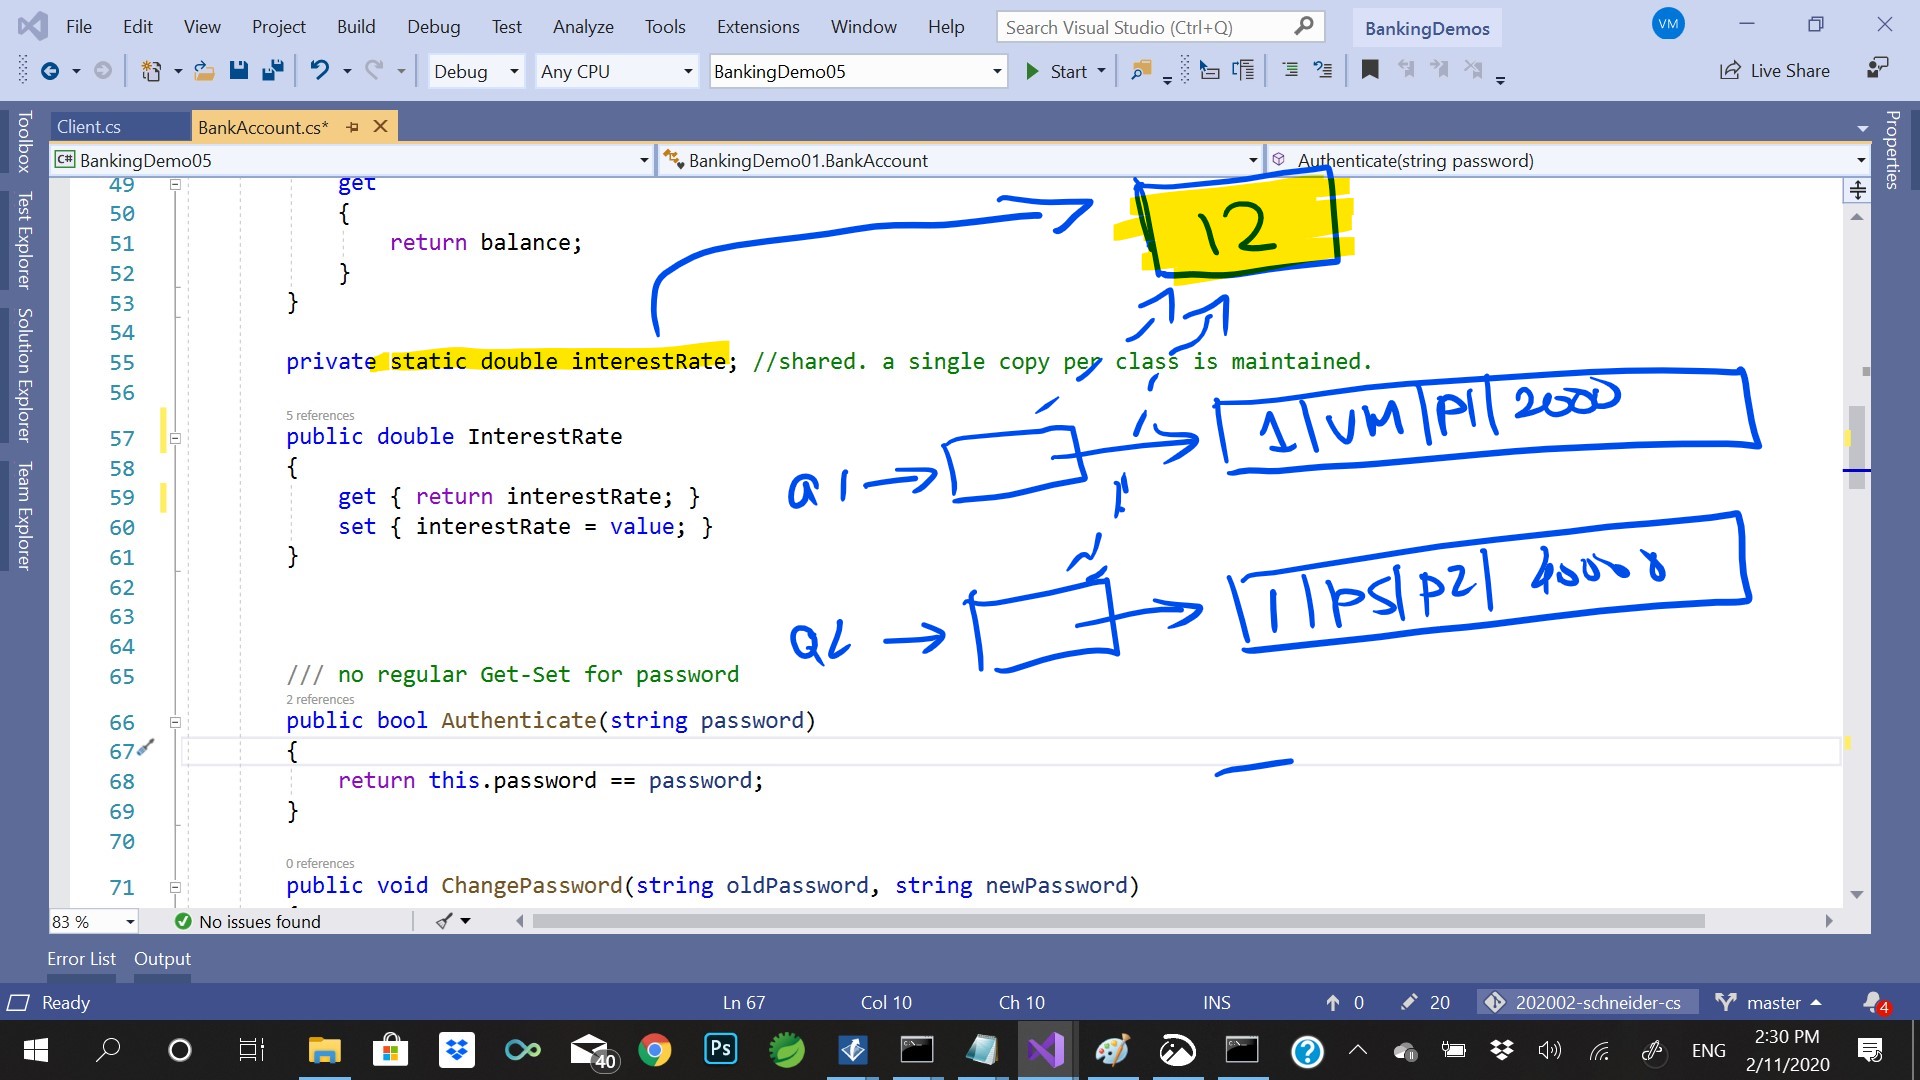 File Edit View Project Build Debug Test Analyze Tools Extensions Window Help Search Visual Studio (Ctrl+Q) BankingDemos VM
Debug Any CPU BankingDemo05 Start Live Share
Toolbox
Test Explorer
Solution Explorer
Team Explorer
Properties
Client.cs BankAccount.cs*
C# BankingDemo05 BankingDemo01.BankAccount Authenticate(string password)
49 get
50 {
51 return balance;
52 }
53 }
54
55 private static double interestRate; //shared. a single copy per class is maintained.
56
5 references
57 public double InterestRate
58 {
59 get { return interestRate; }
60 set { interestRate = value; }
61 }
62
63
64
65 /// no regular Get-Set for password
2 references
66 public bool Authenticate(string password)
67 {
68 return this.password == password;
69 }
70
0 references
71 public void ChangePassword(string oldPassword, string newPassword)
12
a1
1 | VM | P1 | 2000
1 | PS | P2 |
83 % No issues found
Error List Output
Ready Ln 67 Col 10 Ch 10 INS 0 20 202002-schneider-cs master 4
40 Ps ENG 2:30 PM
2/11/2020